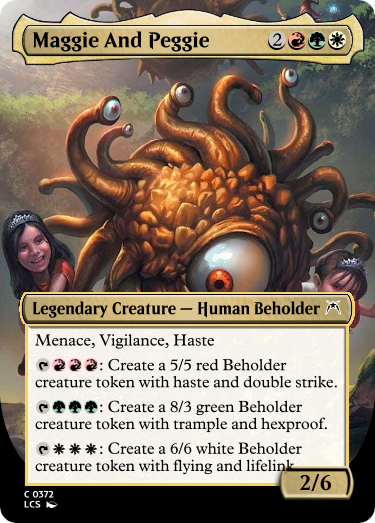 Maggie And Peggie 2
Legendary Creature — Human Beholder
Menace, Vigilance, Haste
: Create a 5/5 red Beholder
creature token with haste and double strike.
: Create a 8/3 green Beholder
creature token with trample and hexproof.
: Create a 6/6 white Beholder
creature token with flying and lifelink
2/6
C 0372
LCS